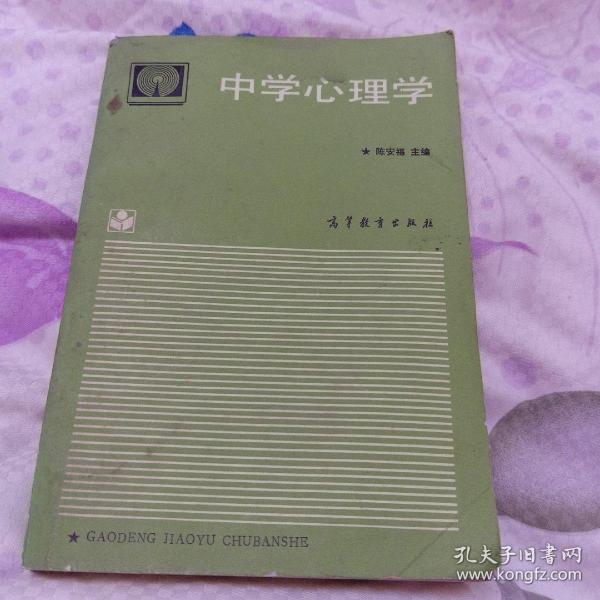 中学心理学
★ 陈安福 主编
高等教育出版社
★ GAODENG JIAOYU CHUBANSHE
孔夫子旧书网
www.kongfz.com